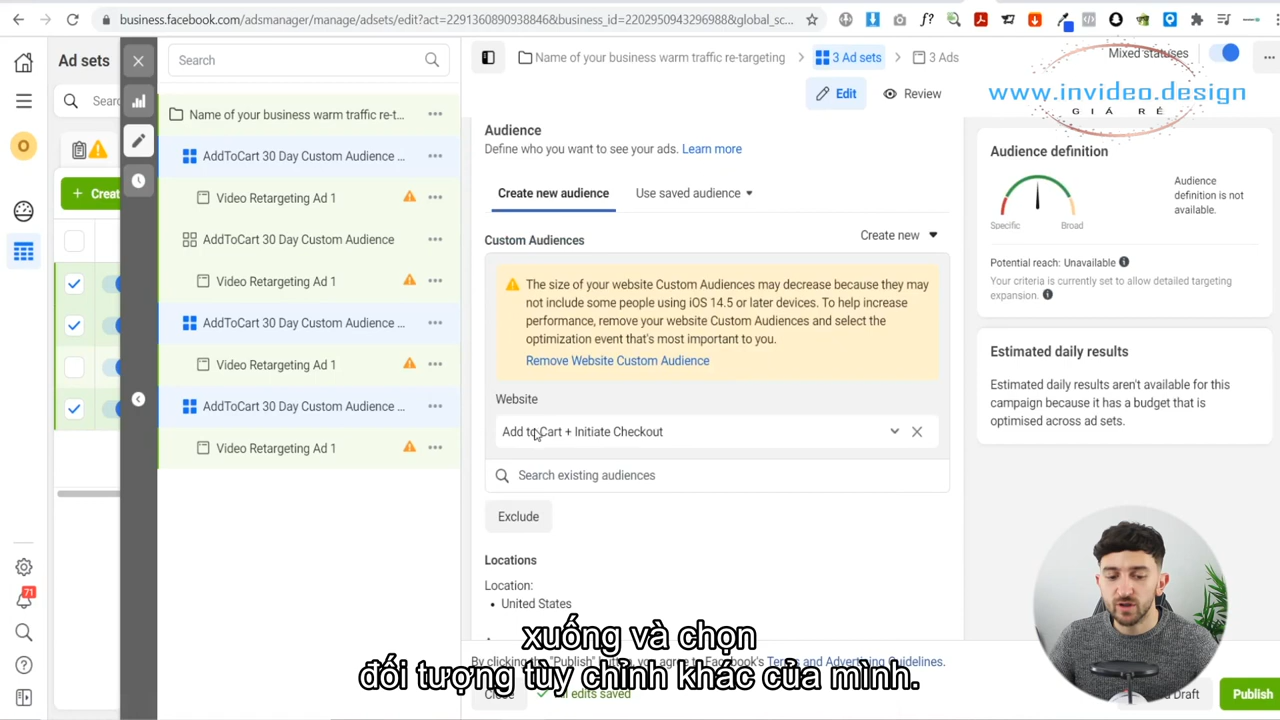 business.facebook.com/adsmanager/manage/adsets/edit?act=2291360890938846&business_id=2202950943296988&global_sc...
Ad sets
Search
Name of your business warm traffic re-targeting
3 Ad sets
3 Ads
Mixed statuses
Edit
Review
www.invideo.design
GIÁ RẺ
Searc
+ Creat
O
71
Name of your business warm traffic re-t...
AddToCart 30 Day Custom Audience ...
Video Retargeting Ad 1
AddToCart 30 Day Custom Audience
Video Retargeting Ad 1
AddToCart 30 Day Custom Audience ...
Video Retargeting Ad 1
AddToCart 30 Day Custom Audience ...
Video Retargeting Ad 1
Audience
Define who you want to see your ads. Learn more
Create new audience
Use saved audience
Custom Audiences
Create new
The size of your website Custom Audiences may decrease because they may
not include some people using iOS 14.5 or later devices. To help increase
performance, remove your website Custom Audiences and select the
optimization event that's most important to you.
Remove Website Custom Audience
Website
Add to Cart + Initiate Checkout
Search existing audiences
Exclude
Locations
Location:
• United States
Audience definition
Audience
definition is not
available.
Specific
Broad
Potential reach: Unavailable
Your criteria is currently set to allow detailed targeting
expansion.
Estimated daily results
Estimated daily results aren't available for this
campaign because it has a budget that is
optimised across ad sets.
xuống và chọn
đối tượng tùy chỉnh khác của mình.
By clicking the "Publish" button, you agree to Facebook's Terms and Advertising Guidelines.
Close
edits saved
Draft
Publish